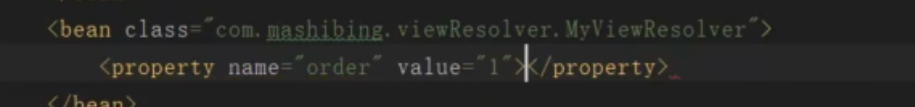 <bean class="com.mashibing.viewResolver.MyViewResolver">
<property name="order" value="1"></property>
</bean>